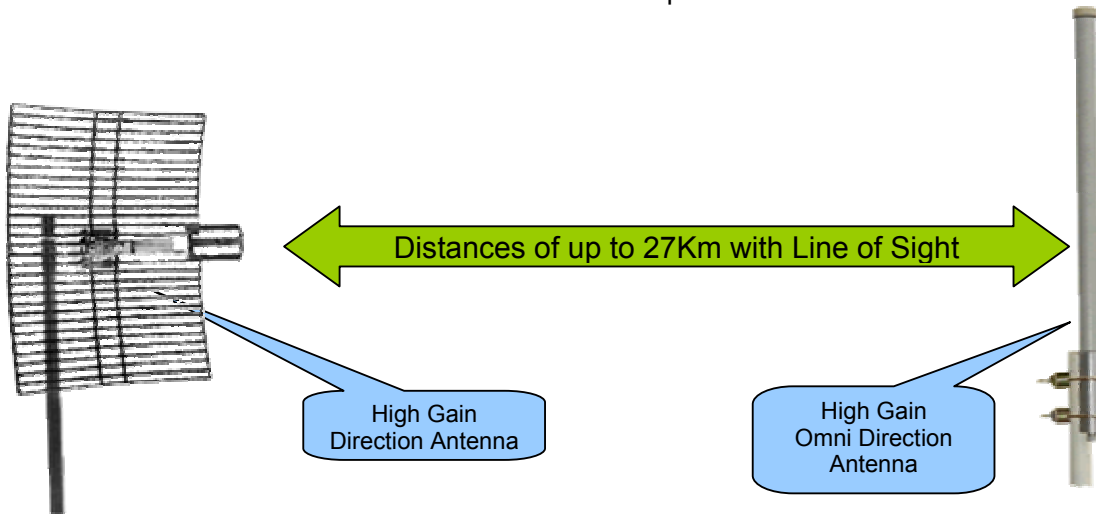 Distances of up to 27Km with Line of Sight
High Gain
Direction Antenna
High Gain
Omni Direction
Antenna